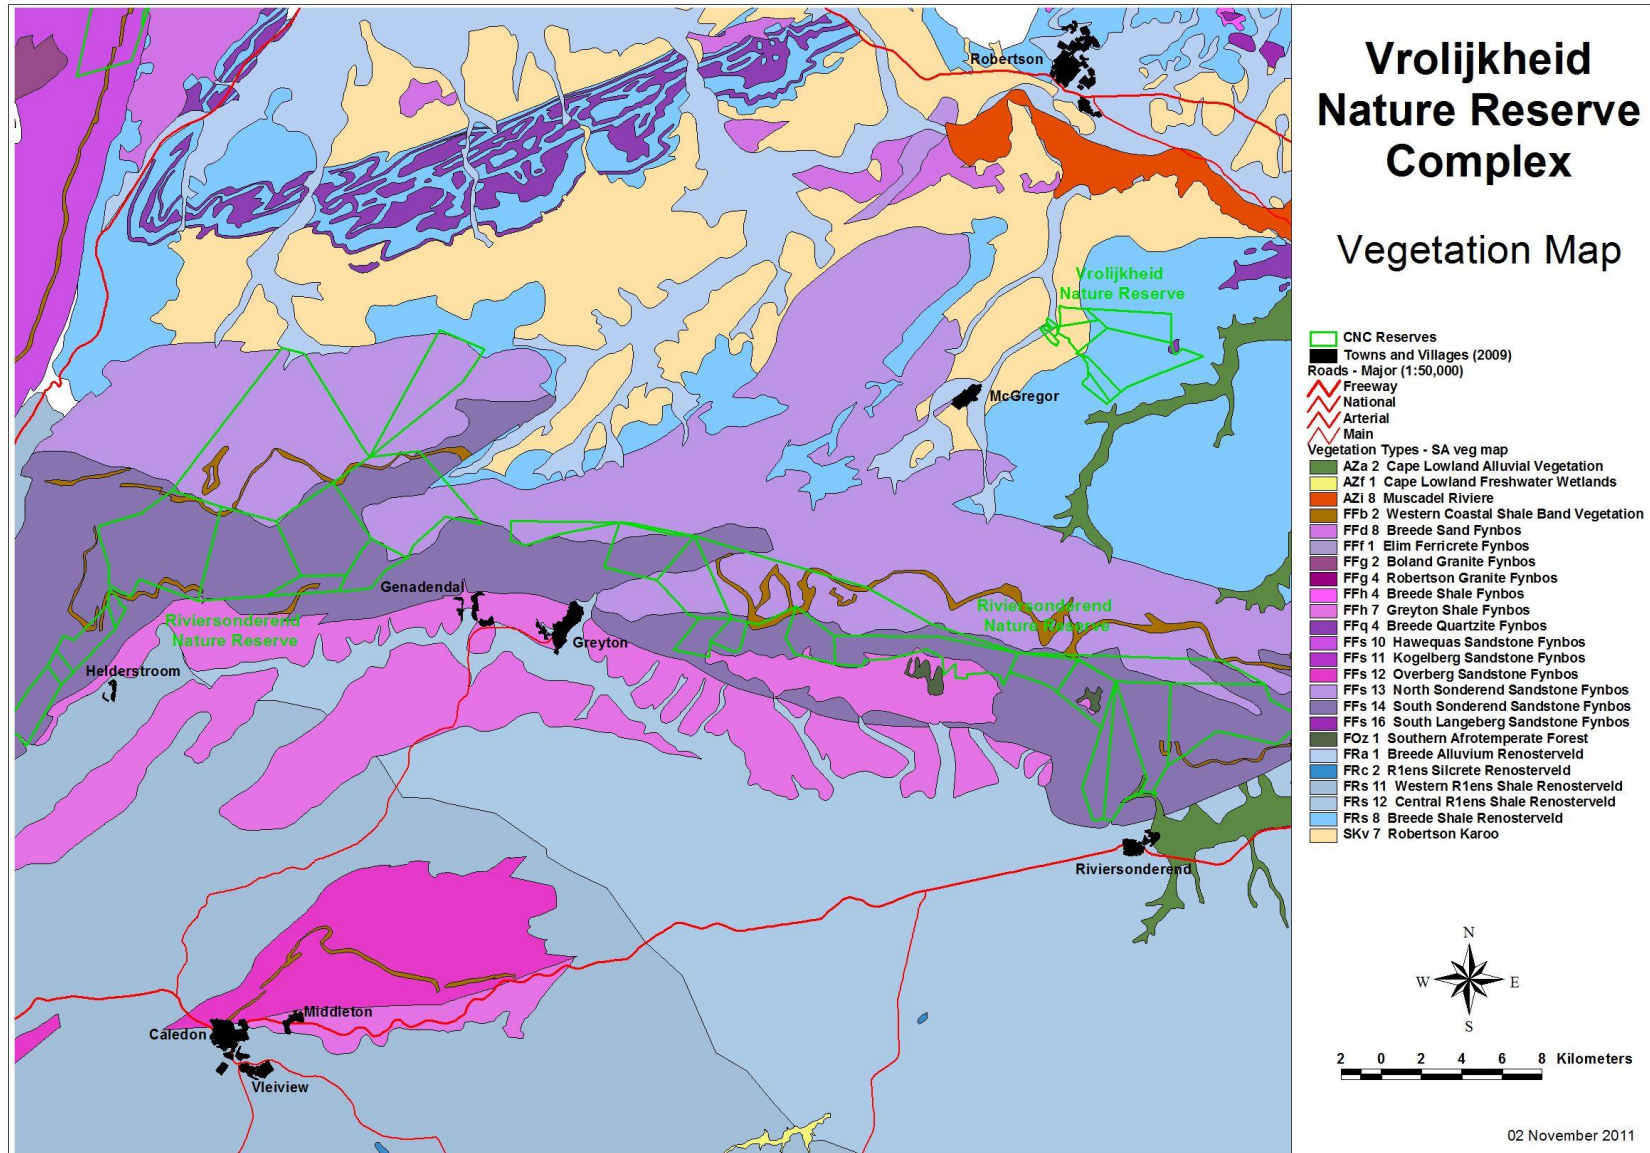 Vrolijkheid
Nature Reserve
Complex
Vegetation Map
CNC Reserves
Towns and Villages (2009)
Roads - Major (1:50,000)
Freeway
National
Arterial
Main
Vegetation Types - SA veg map
AZa 2 Cape Lowland Alluvial Vegetation
AZf 1 Cape Lowland Freshwater Wetlands
AZi 8 Muscadel Riviere
FFb 2 Western Coastal Shale Band Vegetation
FFd 8 Breede Sand Fynbos
FFf 1 Elim Ferricrete Fynbos
FFg 2 Boland Granite Fynbos
FFg 4 Robertson Granite Fynbos
FFh 4 Breede Shale Fynbos
FFh 7 Greyton Shale Fynbos
FFq 4 Breede Quartzite Fynbos
FFs 10 Hawequas Sandstone Fynbos
FFs 11 Kogelberg Sandstone Fynbos
FFs 12 Overberg Sandstone Fynbos
FFs 13 North Sonderend Sandstone Fynbos
FFs 14 South Sonderend Sandstone Fynbos
FFs 16 South Langeberg Sandstone Fynbos
FOz 1 Southern Afrotemperate Forest
FRa 1 Breede Alluvium Renosterveld
FRc 2 R1ens Silcrete Renosterveld
FRs 11 Western R1ens Shale Renosterveld
FRs 12 Central R1ens Shale Renosterveld
FRs 8 Breede Shale Renosterveld
SKv 7 Robertson Karoo
N
W E
S
2 0 2 4 6 8 Kilometers
02 November 2011
Robertson
Vrolijkheid
Nature Reserve
McGregor
Genadendal
Riviersonderend
Nature Reserve
Riviersonderend
Nature Reserve
Greyton
Helderstroom
Riviersonderend
Middleton
Caledon
Vleiview